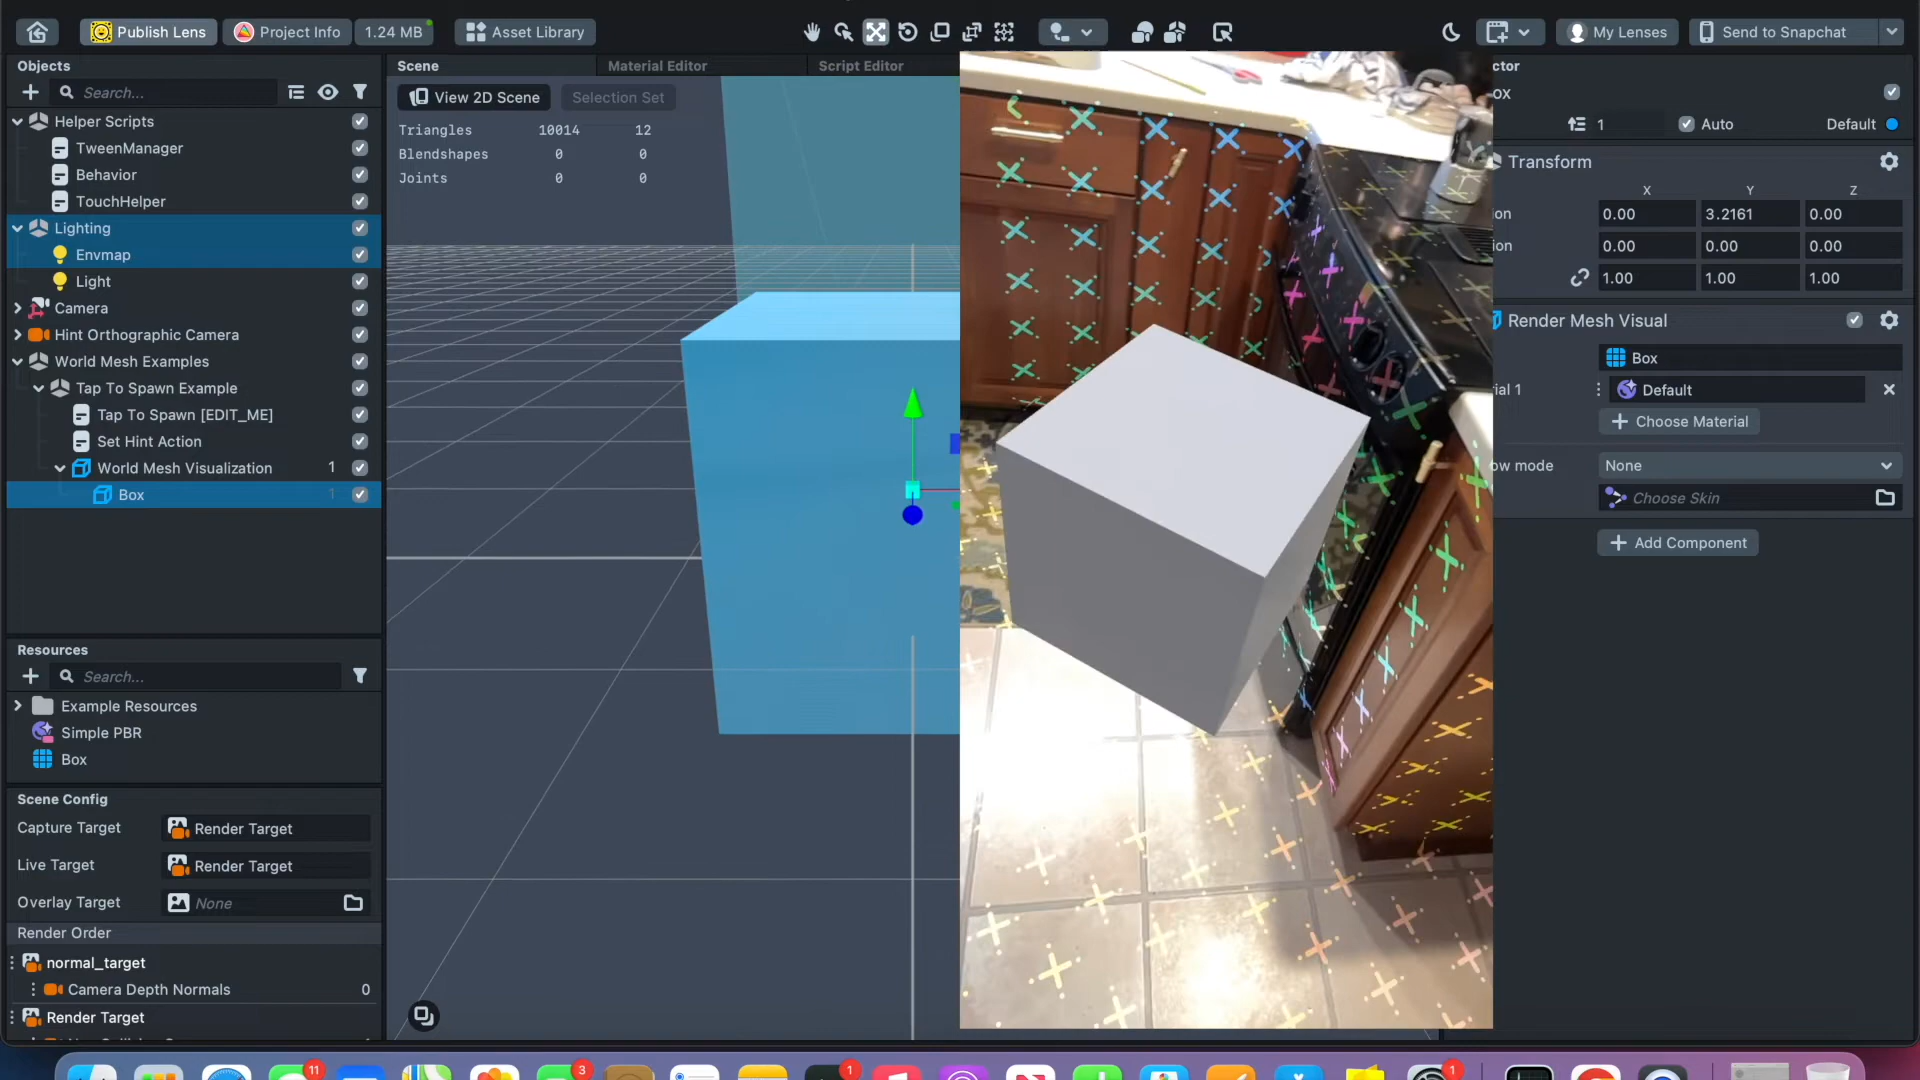 Publish Lens
Project Info
1.24 MB
Asset Library
My Lenses
Send to Snapchat
Objects
Search...
Helper Scripts
TweenManager
Behavior
TouchHelper
Lighting
Envmap
Light
Camera
Hint Orthographic Camera
World Mesh Examples
Tap To Spawn Example
Tap To Spawn [EDIT_ME]
Set Hint Action
World Mesh Visualization 1
Box 1
Resources
Search...
Example Resources
Simple PBR
Box
Scene Config
Capture Target Render Target
Live Target Render Target
Overlay Target None
Render Order
normal_target
Camera Depth Normals 0
Render Target
Scene Material Editor Script Editor
View 2D Scene Selection Set
Triangles 10014 12
Blendshapes 0 0
Joints 0 0
ctor
ox
1 Auto Default
Transform
X Y Z
on 0.00 3.2161 0.00
ion 0.00 0.00 0.00
1.00 1.00 1.00
Render Mesh Visual
Box
ial 1 Default
Choose Material
ow mode None
Choose Skin
Add Component
11
3
1
1